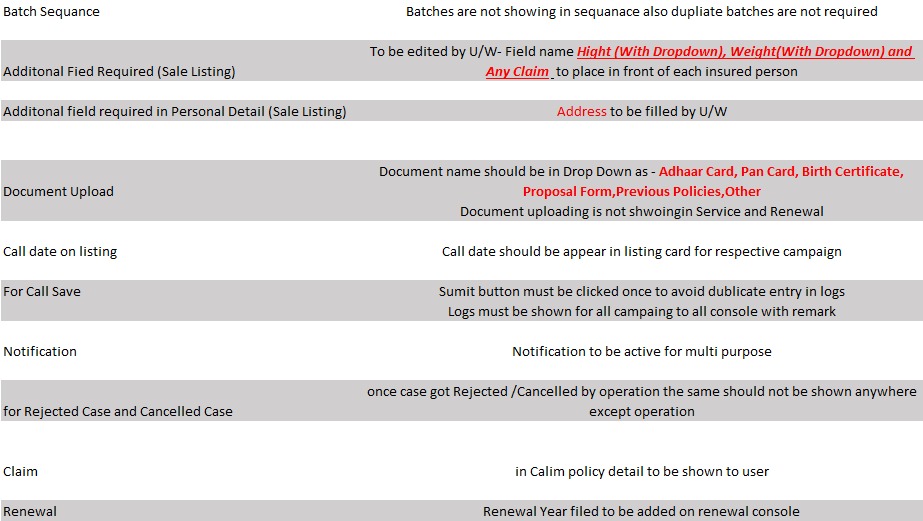 Batch Sequance
Batches are not showing in sequanace also dupliate batches are not required
To be edited by U/W- Field name Hight (With Dropdown), Weight(With Dropdown) and
Additonal Fied Required (Sale Listing)
Any Claim to place in front of each insured person
Additonal field required in Personal Detail (Sale Listing)
Address to be filled by U/W
Document name should be in Drop Down as - Adhaar Card, Pan Card, Birth Certificate,
Document Upload
Proposal Form,Previous Policies,Other
Document uploading is not shwoingin Service and Renewal
Call date on listing
Call date should be appear in listing card for respective campaign
For Call Save
Sumit button must be clicked once to avoid dublicate entry in logs
Logs must be shown for all campaing to all console with remark
Notification
Notification to be active for multi purpose
once case got Rejected /Cancelled by operation the same should not be shown anywhere
for Rejected Case and Cancelled Case
except operation
Claim
in Calim policy detail to be shown to user
Renewal
Renewal Year filed to be added on renewal console